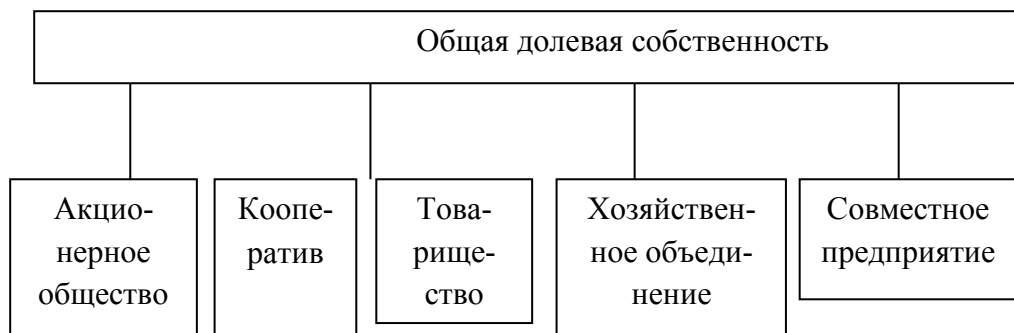 Общая долевая собственность
Акцио-
нерное
общество
Коопе-
ратив
Това-
рище-
ство
Хозяйствен-
ное объеди-
нение
Совместное
предприятие